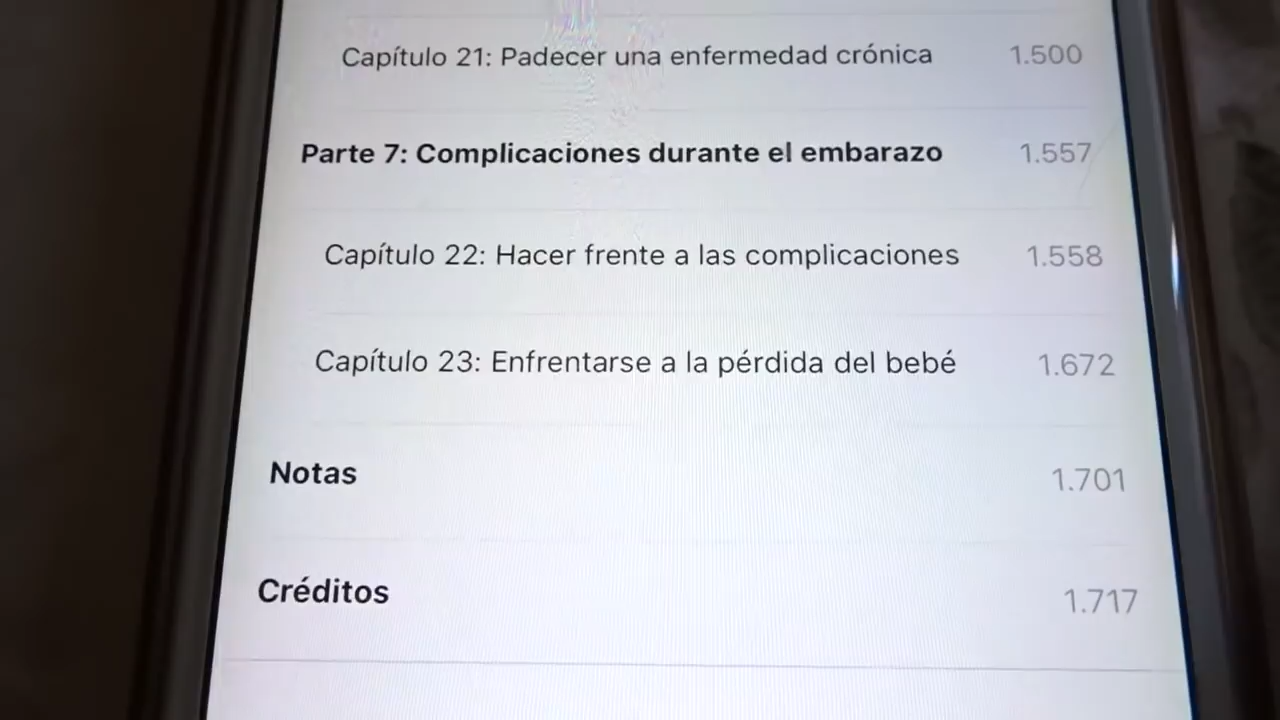 Capítulo 21: Padecer una enfermedad crónica 1.500
Parte 7: Complicaciones durante el embarazo 1.557
Capítulo 22: Hacer frente a las complicaciones 1.558
Capítulo 23: Enfrentarse a la pérdida del bebé 1.672
Notas 1.701
Créditos 1.717